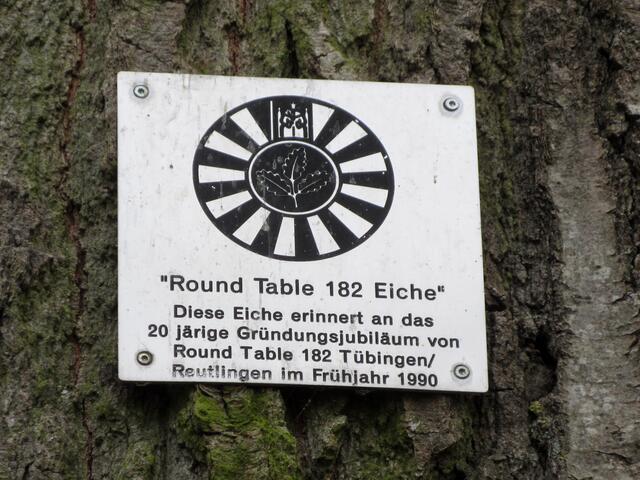 "Round Table 182 Eiche"
Diese Eiche erinnert an das
20 järige Gründungsjubiläum von
Round Table 182 Tübingen/
Reutlingen im Frühjahr 1990